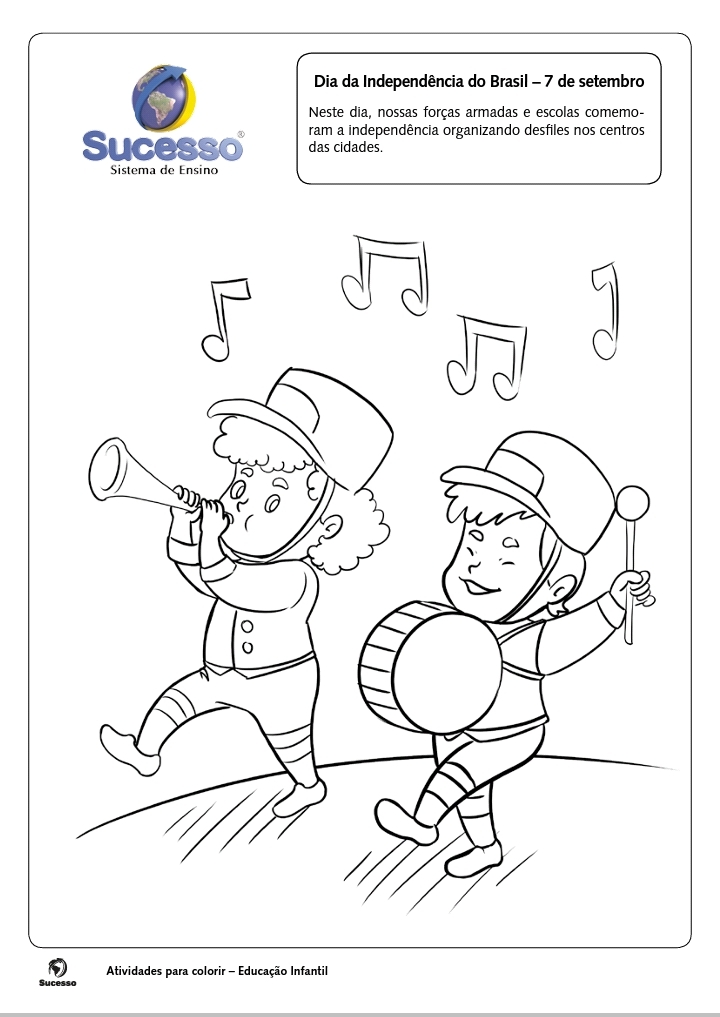 Sucesso®
Sistema de Ensino
Dia da Independência do Brasil – 7 de setembro
Neste dia, nossas forças armadas e escolas comemo-
ram a independência organizando desfiles nos centros
das cidades.
Sucesso
Atividades para colorir – Educação Infantil